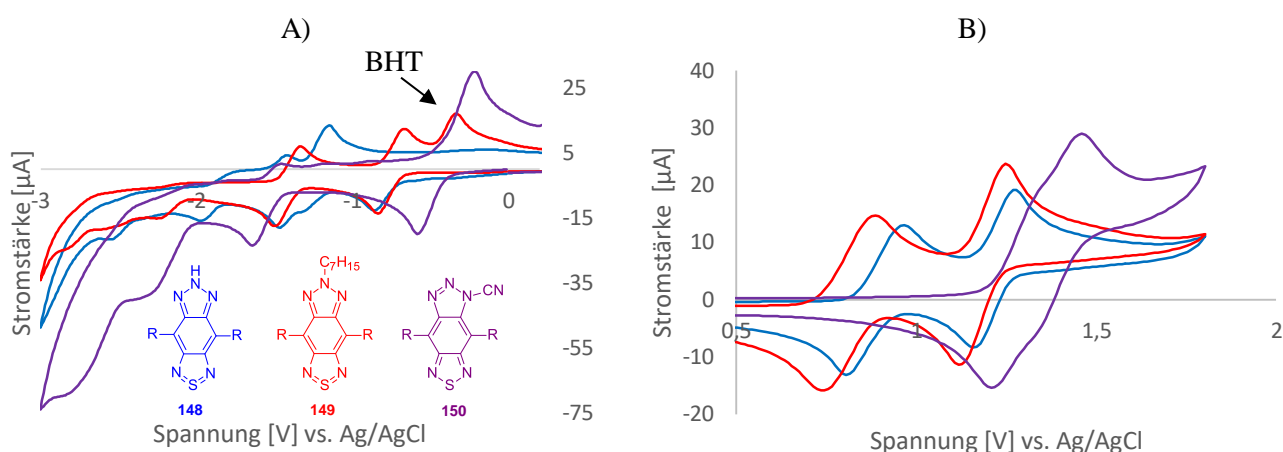 A)
B)
BHT
25
5
-15
-35
-55
-75
-3
-2
-1
0
Stromstärke [µA]
Spannung [V] vs. Ag/AgCl
H
N
N
N
R
R
N
N
S
148
C7H15
N
N
N
R
R
N
N
S
149
N
N
N
CN
R
R
N
N
S
150
40
30
20
10
0
-10
-20
0,5
1
1,5
2
Stromstärke [µA]
Spannung [V] vs. Ag/AgCl